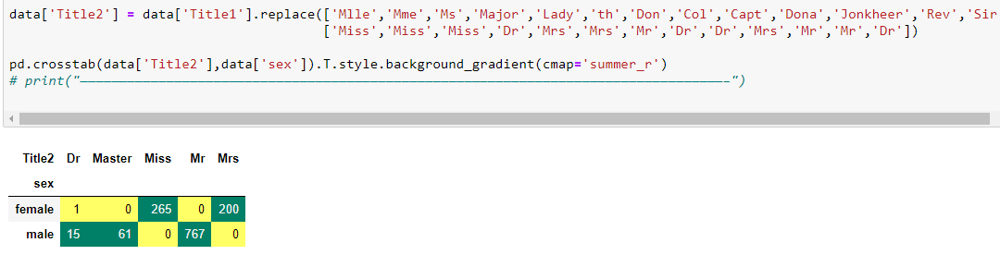 data['Title2'] = data['Title1'].replace(['Mlle','Mme','Ms','Major','Lady','th','Don','Col','Capt','Dona','Jonkheer','Rev','Sir
['Miss','Miss','Miss','Dr','Mrs','Mrs','Mr','Dr','Dr','Mrs','Mr','Mr','Dr'])
pd.crosstab(data['Title2'],data['sex']).T.style.background_gradient(cmap='summer_r')
# print("—————————————————————————————————————————————————————————————————————————————————-")
Title2 Dr Master Miss Mr Mrs
sex
female 1 0 265 0 200
male 15 61 0 767 0